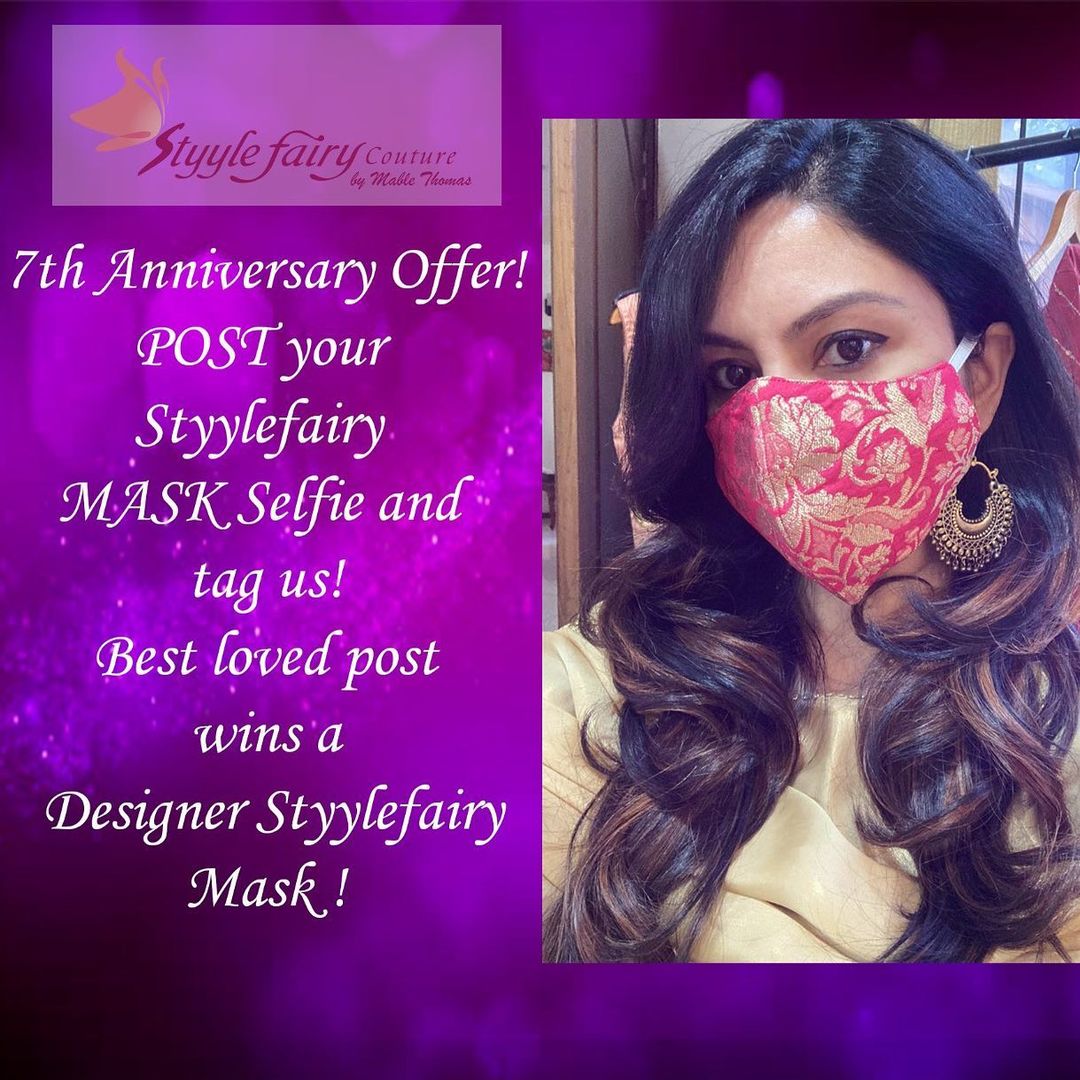 Styyle fairy Couture
by Mable Thomas
7th Anniversary Offer!
POST your
Styylefairy
MASK Selfie and
tag us!
Best loved post
wins a
Designer Styylefairy
Mask !